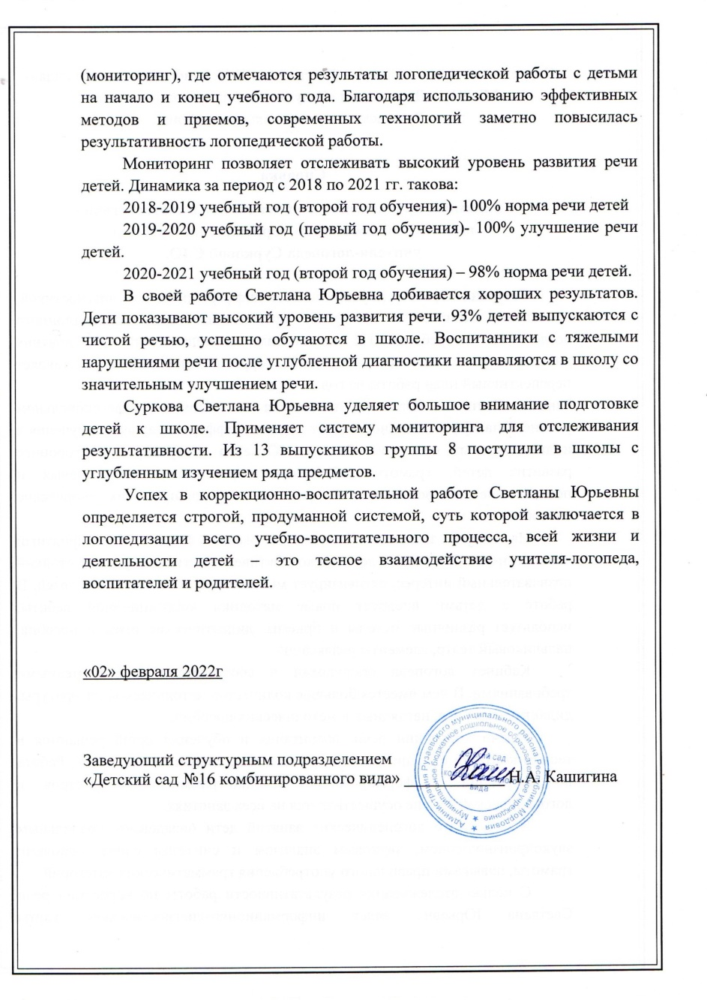 (мониторинг), где отмечаются результаты логопедической работы с детьми
на начало и конец учебного года. Благодаря использованию эффективных
методов и приемов, современных технологий заметно повысилась
результативность логопедической работы.
Мониторинг позволяет отслеживать высокий уровень развития речи
детей. Динамика за период с 2018 по 2021 гг. такова:
2018-2019 учебный год (второй год обучения)- 100% норма речи детей
2019-2020 учебный год (первый год обучения)- 100% улучшение речи
детей.
2020-2021 учебный год (второй год обучения) – 98% норма речи детей.
В своей работе Светлана Юрьевна добивается хороших результатов.
Дети показывают высокий уровень развития речи. 93% детей выпускаются с
чистой речью, успешно обучаются в школе. Воспитанники с тяжелыми
нарушениями речи после углубленной диагностики направляются в школу со
значительным улучшением речи.
Суркова Светлана Юрьевна уделяет большое внимание подготовке
детей к школе. Применяет систему мониторинга для отслеживания
результативности. Из 13 выпускников группы 8 поступили в школы с
углубленным изучением ряда предметов.
Успех в коррекционно-воспитательной работе Светланы Юрьевны
определяется строгой, продуманной системой, суть которой заключается в
логопедизации всего учебно-воспитательного процесса, всей жизни и
деятельности детей – это тесное взаимодействие учителя-логопеда,
воспитателей и родителей.
«02» февраля 2022г
Заведующий структурным подразделением
«Детский сад №16 комбинированного вида» ____________ Н.А. Кашигина
Администрация Рузаевского муниципального района Республики Мордовия
Муниципальное бюджетное дошкольное образовательное учреждение
детский сад
вида